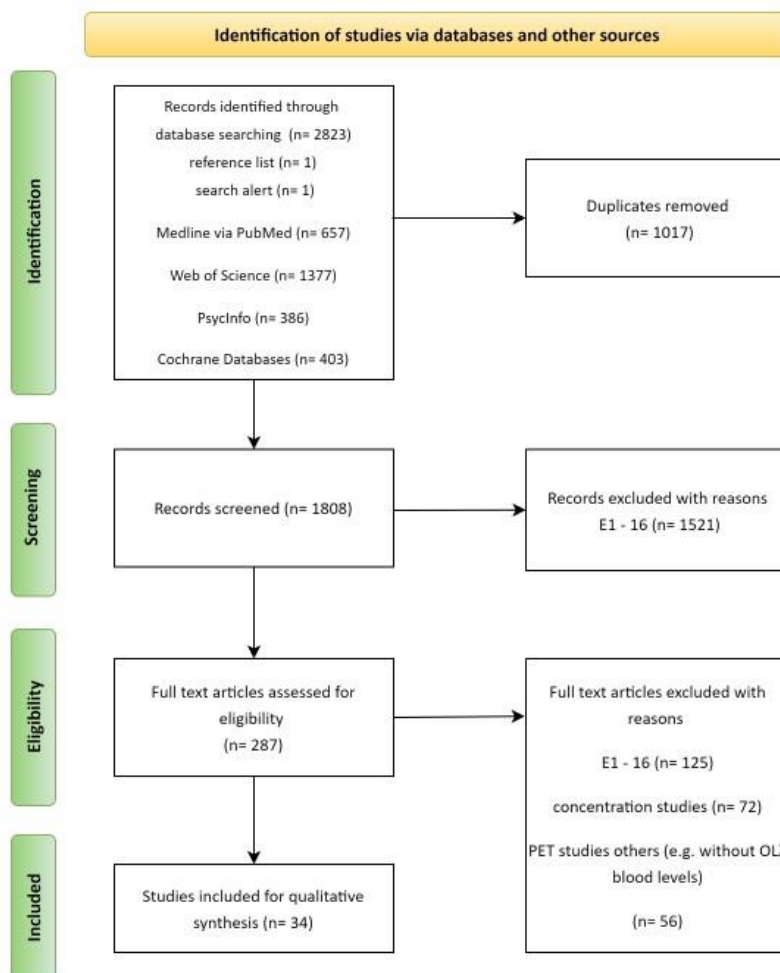 Identification of studies via databases and other sources
Identification
Records identified through
database searching (n= 2823)
reference list (n= 1)
search alert (n= 1)
Medline via PubMed (n= 657)
Web of Science (n= 1377)
PsycInfo (n= 386)
Cochrane Databases (n= 403)
Duplicates removed
(n= 1017)
Screening
Records screened (n= 1808)
Records excluded with reasons
E1 - 16 (n= 1521)
Eligibility
Full text articles assessed for
eligibility
(n= 287)
Full text articles excluded with
reasons
E1 - 16 (n= 125)
concentration studies (n= 72)
PET studies others (e.g. without
blood levels)
(n= 56)
Included
Studies included for qualitative
synthesis (n= 34)